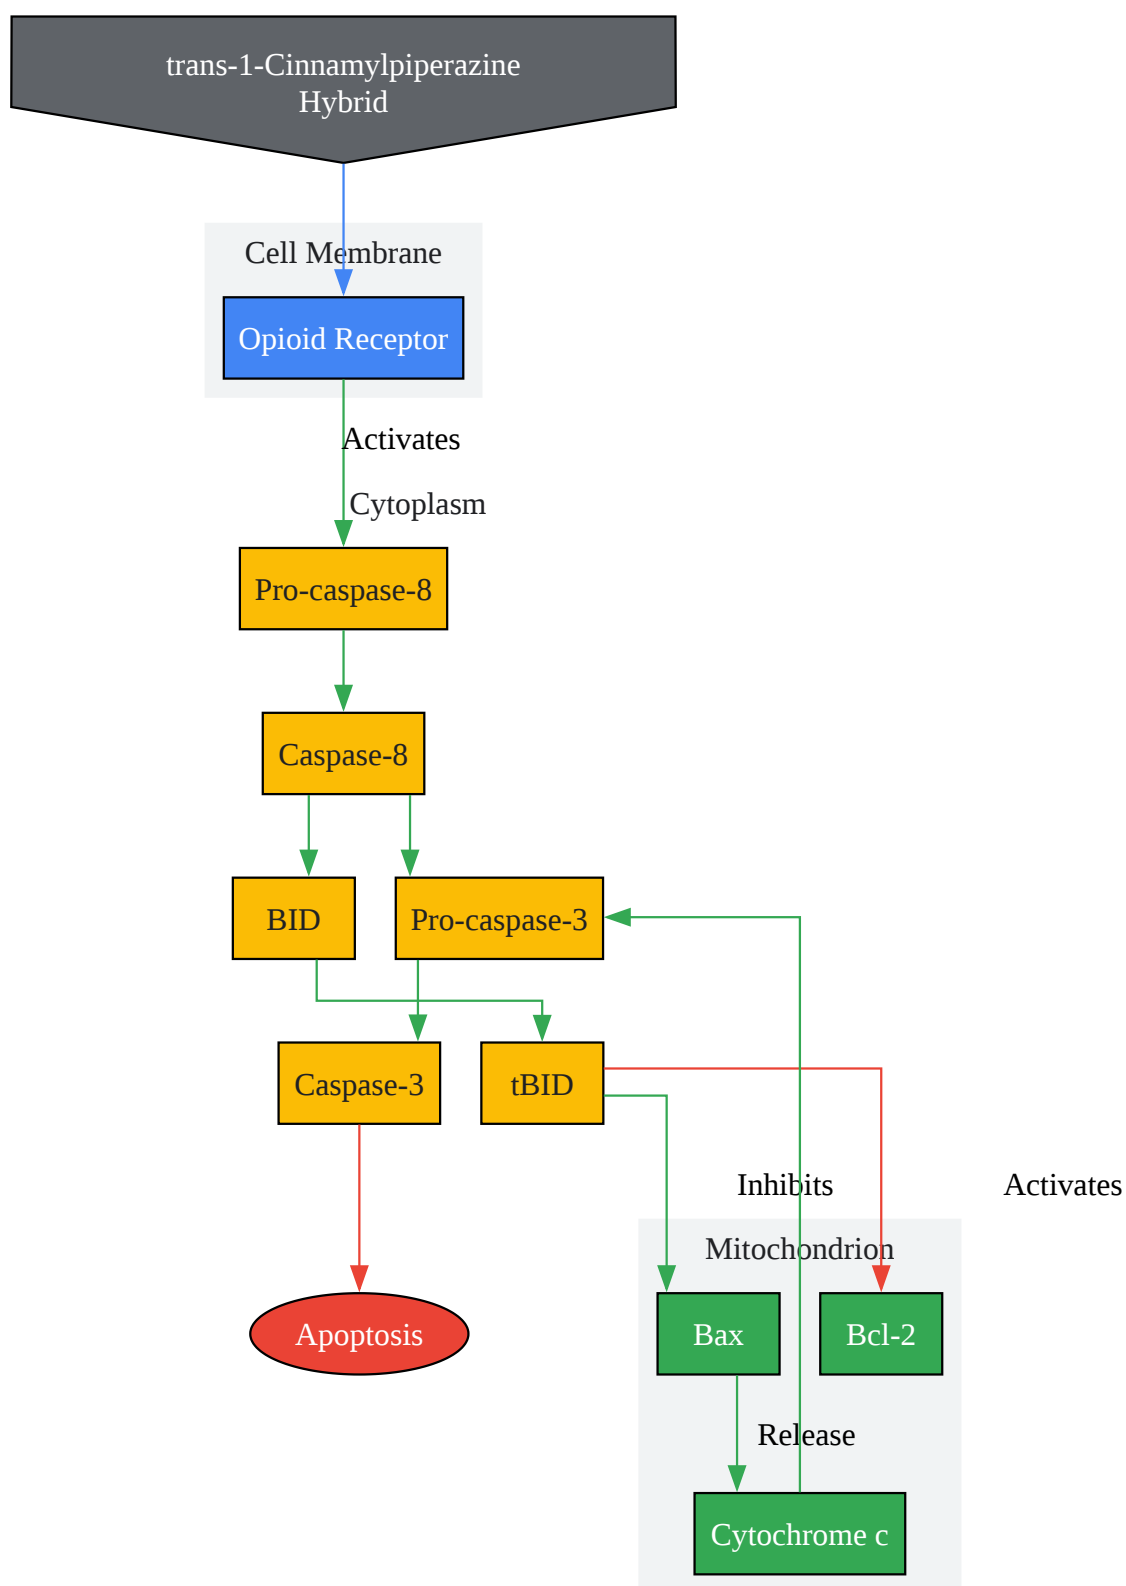 trans-1-Cinnamylpiperazine
Hybrid
Cell Membrane
Opioid Receptor
Activates
Cytoplasm
Pro-caspase-8
Caspase-8
BID
Pro-caspase-3
Caspase-3
tBID
Inhibits
Activates
Mitochondrion
Apoptosis
Bax
Bcl-2
Release
Cytochrome c